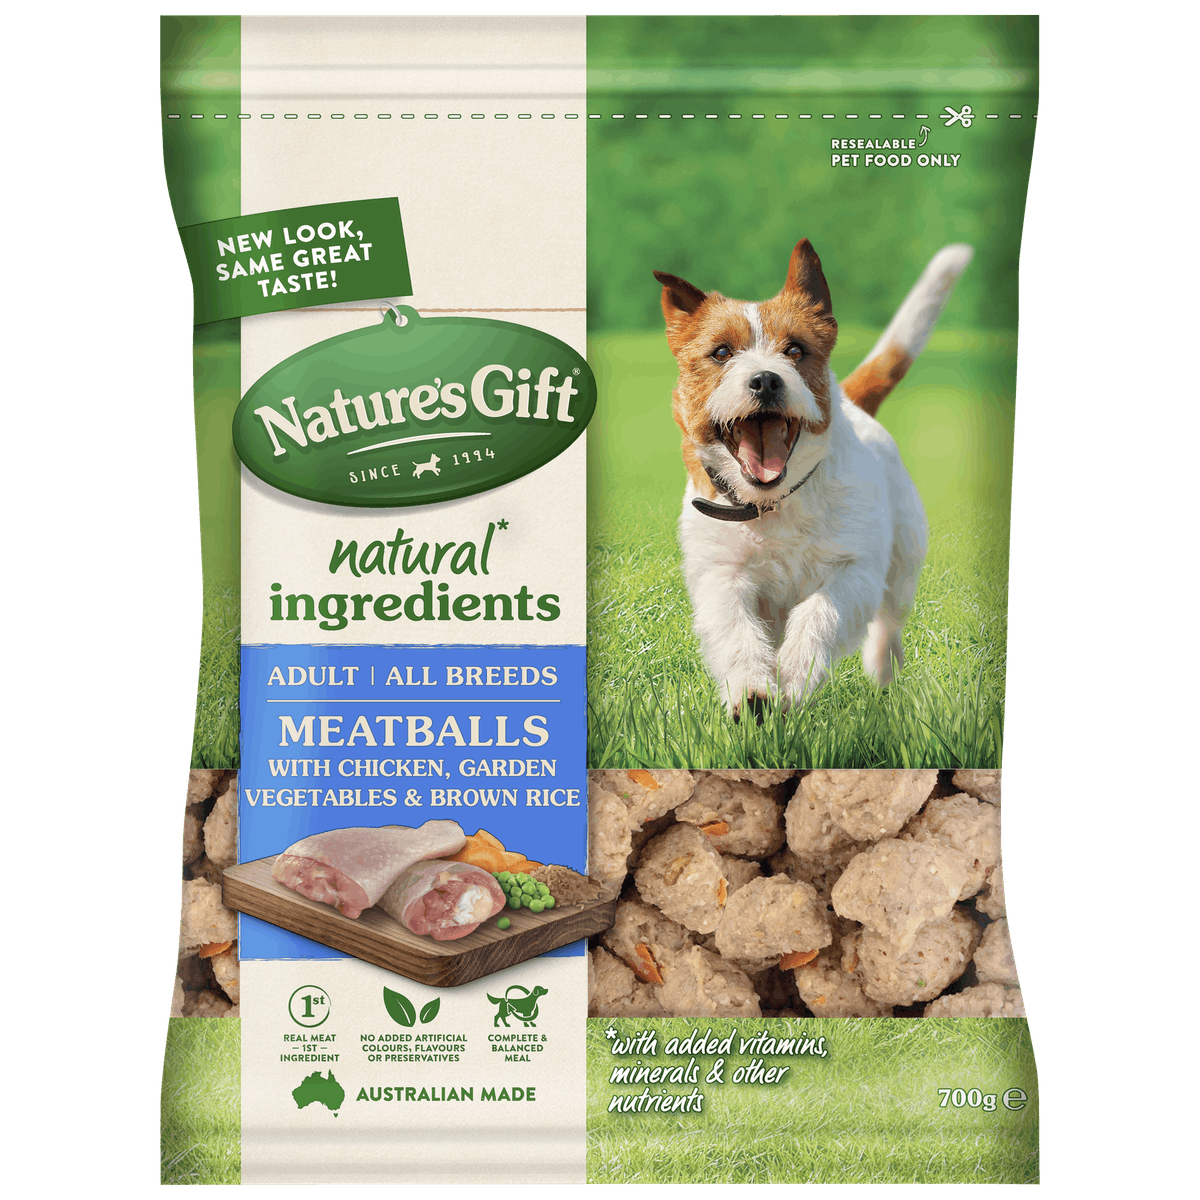 RESEALABLE
PET FOOD ONLY
NEW LOOK,
SAME GREAT
TASTE!
Nature's Gift®
SINCE 1994
natural*
ingredients
ADULT | ALL BREEDS
MEATBALLS
WITH CHICKEN, GARDEN
VEGETABLES & BROWN RICE
1st
REAL MEAT
– 1ST –
INGREDIENT
NO ADDED ARTIFICIAL
COLOURS, FLAVOURS
OR PRESERVATIVES
COMPLETE &
BALANCED
MEAL
AUSTRALIAN MADE
*with added vitamins,
minerals & other
nutrients
700g ℮